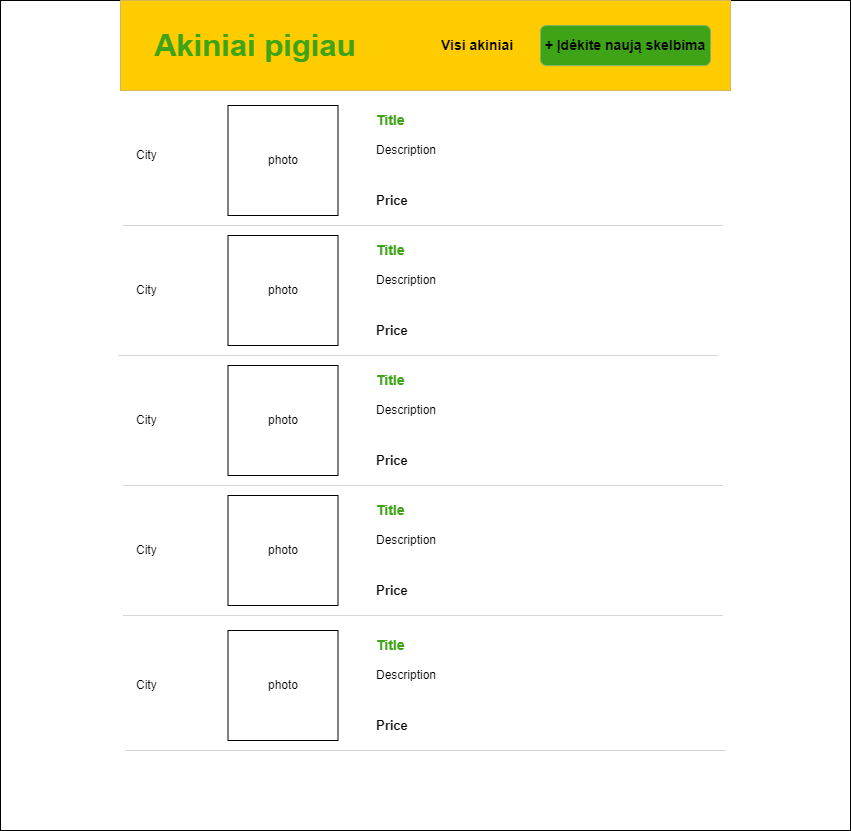 Akiniai pigiau
Visi akiniai
+ Įdėkite naują skelbima
City
photo
Title
Description
Price
City
photo
Title
Description
Price
City
photo
Title
Description
Price
City
photo
Title
Description
Price
City
photo
Title
Description
Price